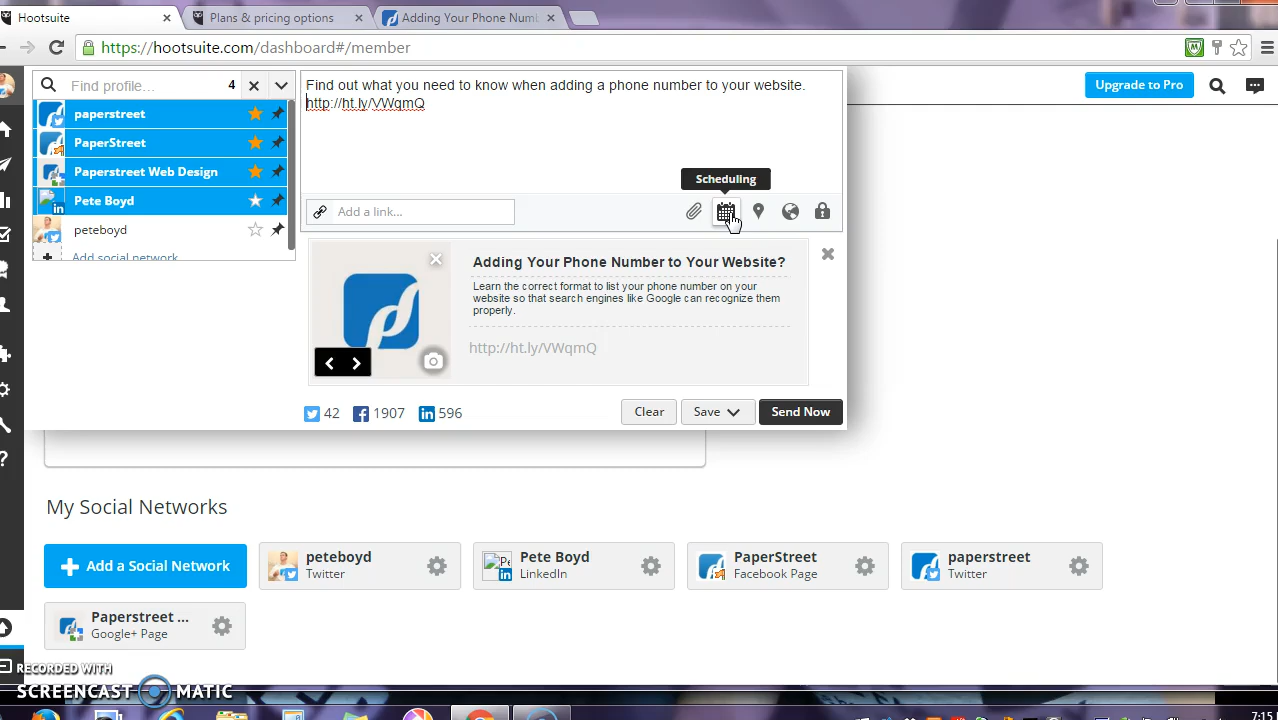 Hootsuite
Plans & pricing options
Adding Your Phone Numb
https://hootsuite.com/dashboard#/member
Find profile...
4
paperstreet
PaperStreet
Paperstreet Web Design
Pete Boyd
peteboyd
Add social network
Find out what you need to know when adding a phone number to your website.
http://ht.ly/VWqmQ
Scheduling
Add a link...
Upgrade to Pro
Adding Your Phone Number to Your Website?
Learn the correct format to list your phone number on your
website so that search engines like Google can recognize them
properly.
http://ht.ly/VWqmQ
42
1907
596
Clear
Save
Send Now
My Social Networks
Add a Social Network
peteboyd
Twitter
Pete Boyd
LinkedIn
PaperStreet
Facebook Page
paperstreet
Twitter
Paperstreet ...
Google+ Page
RECORDED WITH
SCREENCAST MATIC
7:15